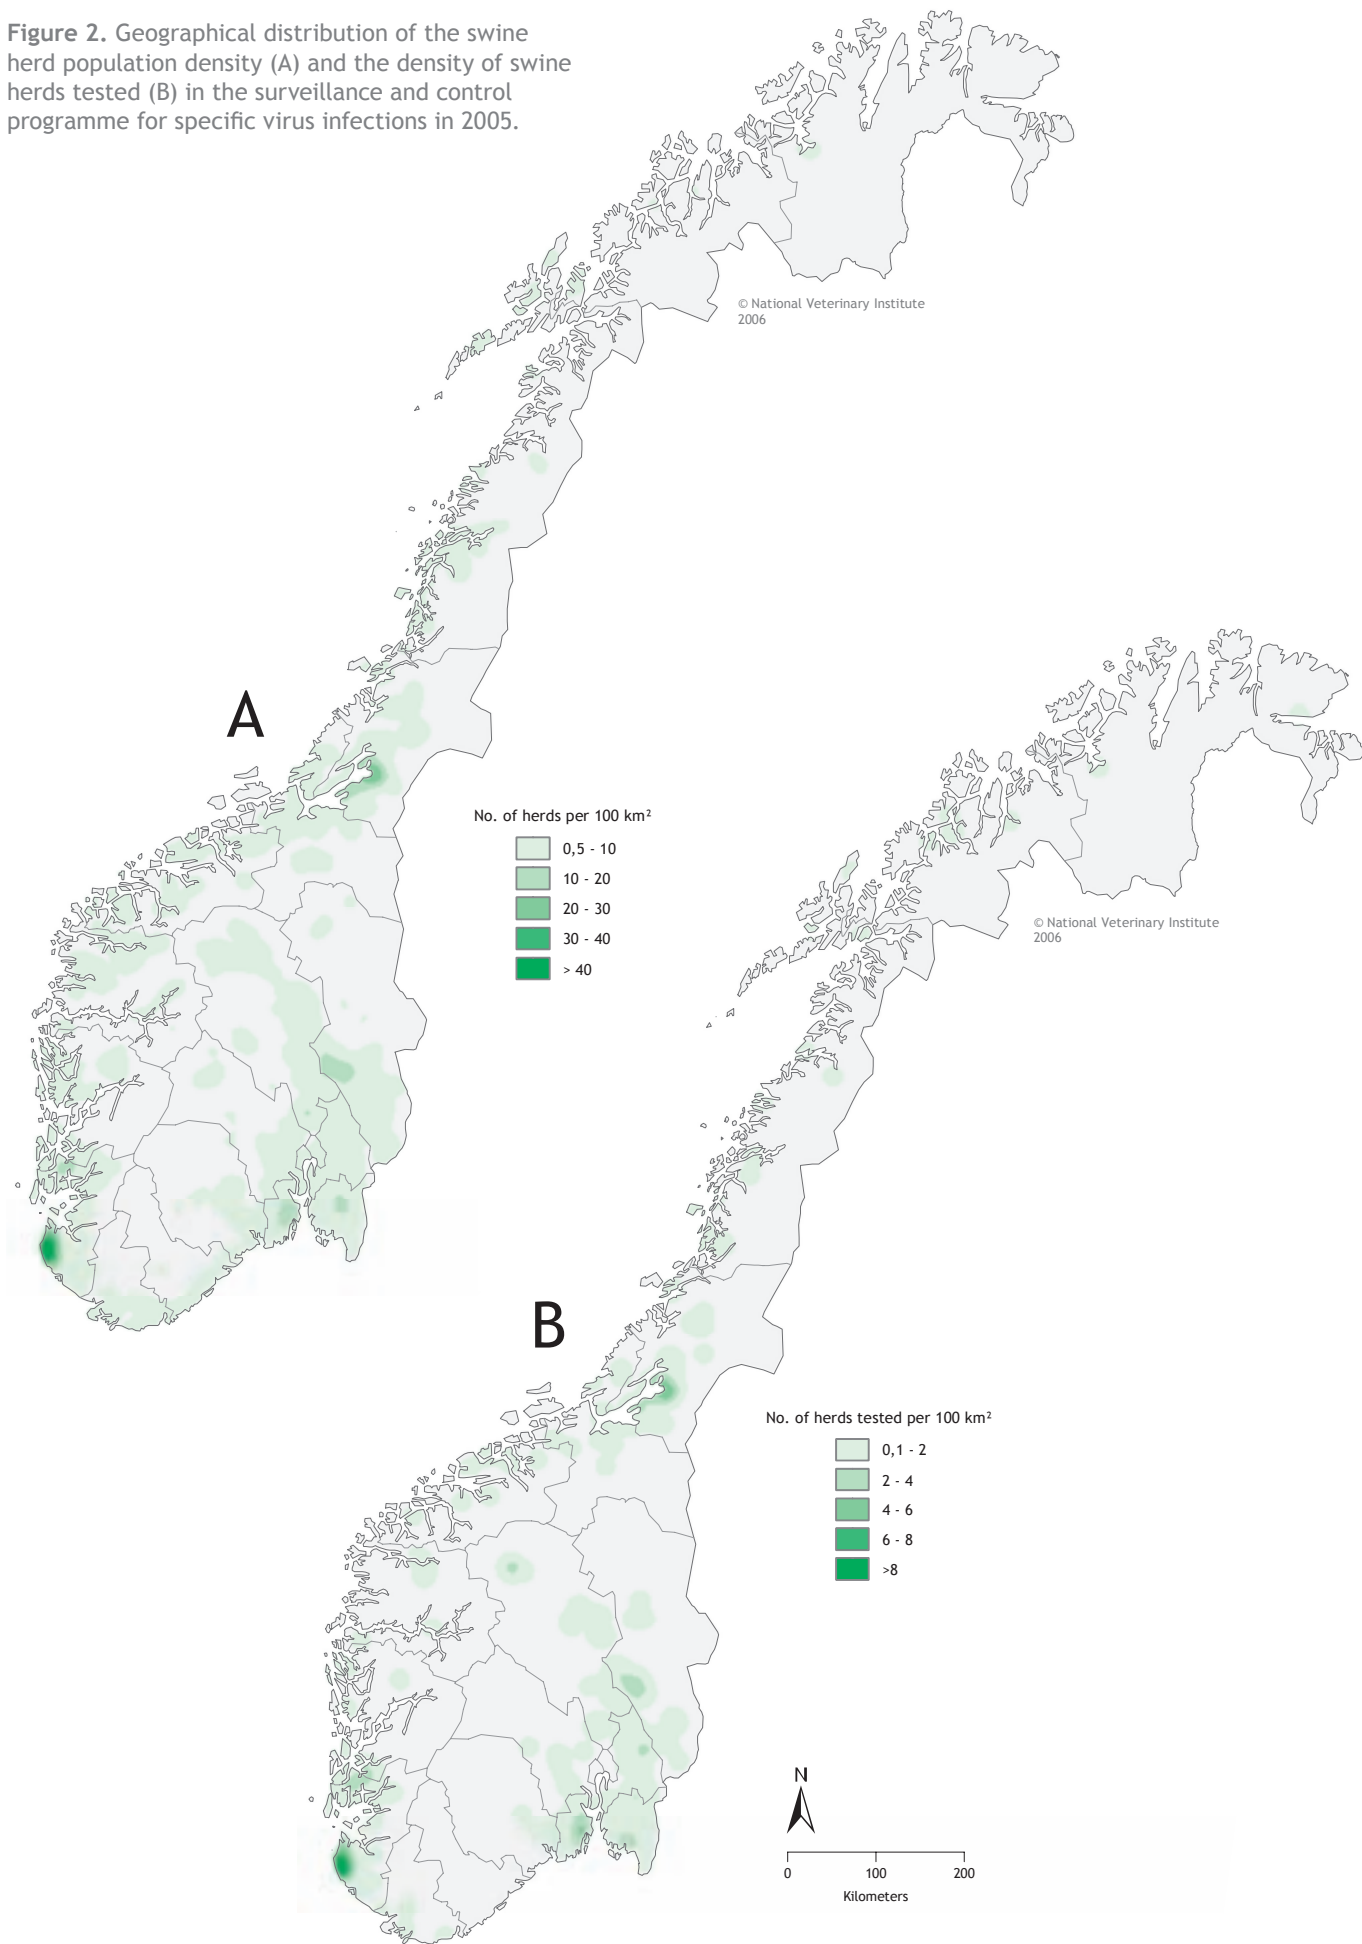 Figure 2. Geographical distribution of the swine
herd population density (A) and the density of swine
herds tested (B) in the surveillance and control
programme for specific virus infections in 2005.
© National Veterinary Institute
2006
A
No. of herds per 100 km²
0,5 - 10
10 - 20
20 - 30
30 - 40
> 40
© National Veterinary Institute
2006
B
No. of herds tested per 100 km²
0,1 - 2
2 - 4
4 - 6
6 - 8
>8
N
0 100 200
Kilometers